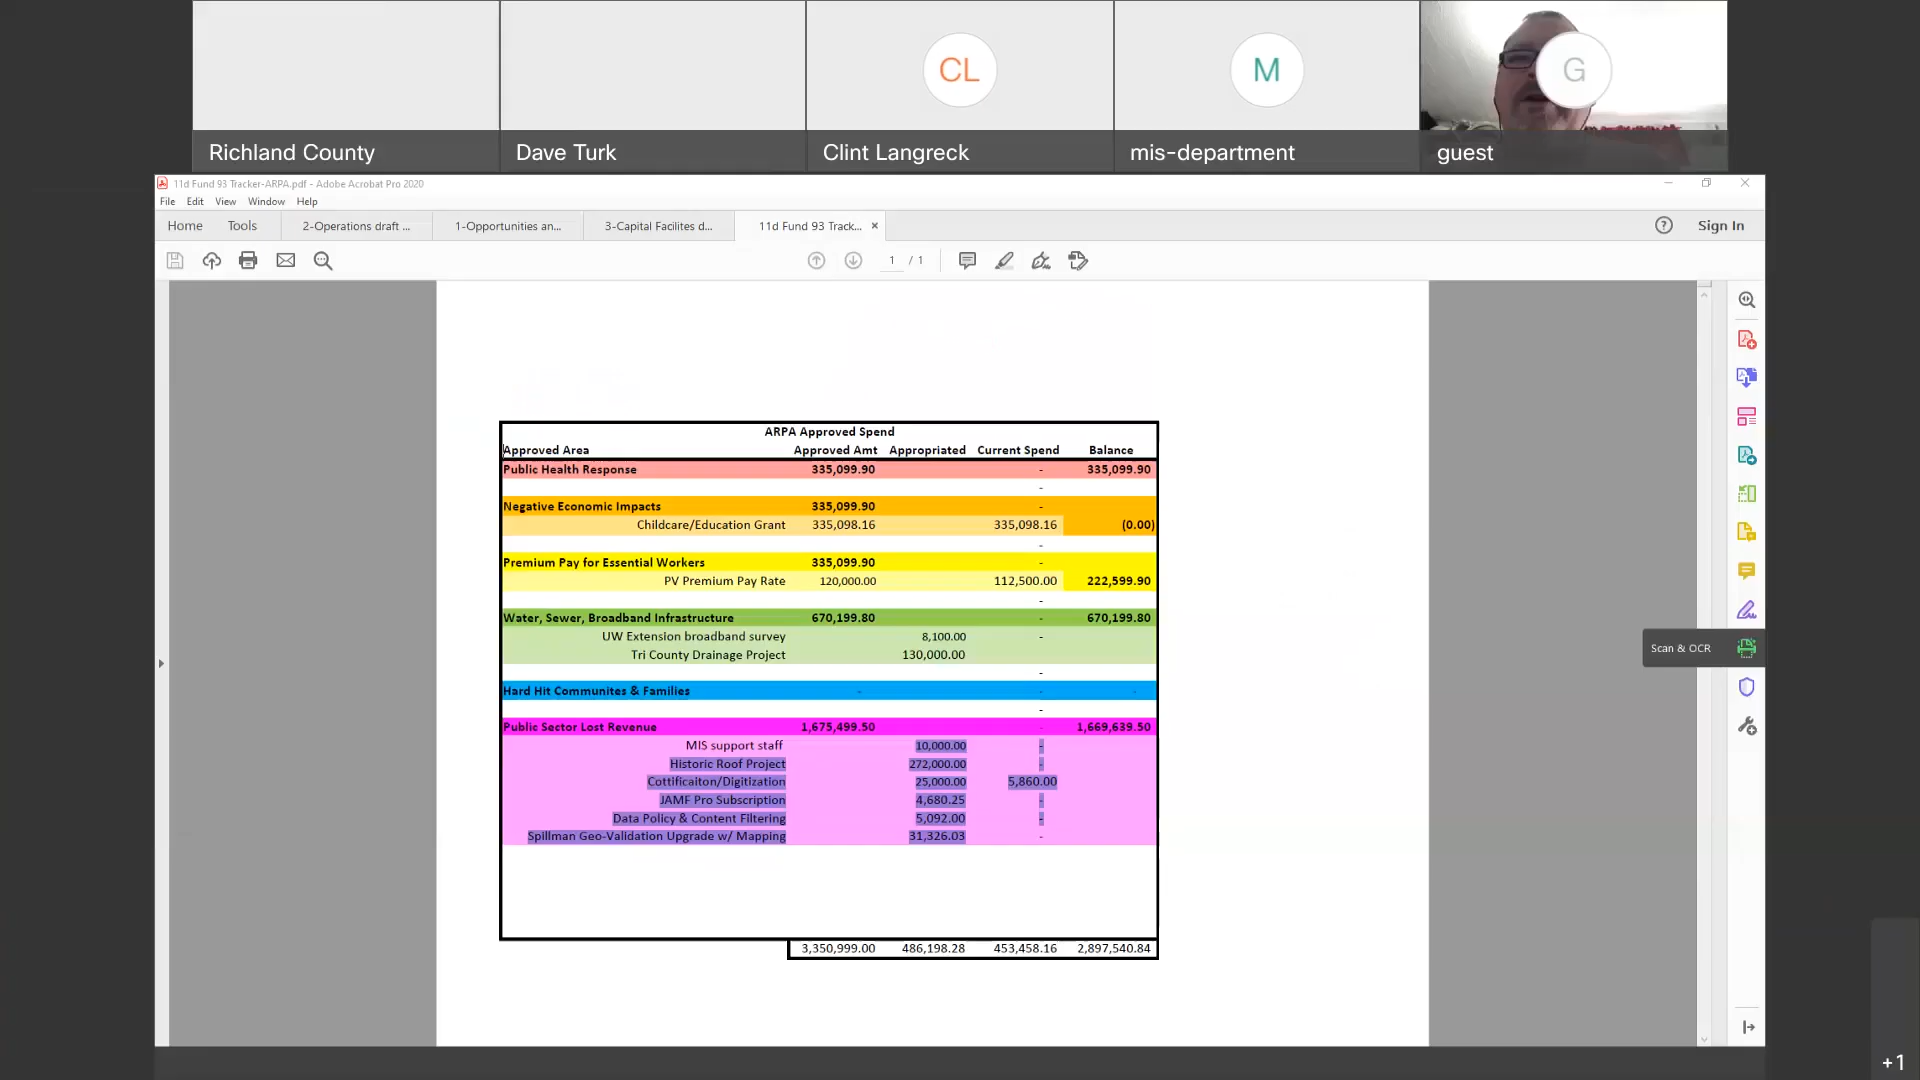 CL
M
G
Richland County
Dave Turk
Clint Langreck
mis-department
guest
11d Fund 93 Tracker-ARPA.pdf - Adobe Acrobat Pro 2020
File Edit View Window Help
Home Tools 2-Operations draft ... 1-Opportunities an... 3-Capital Facilites d... 11d Fund 93 Track... × Sign In
1 / 1
ARPA Approved Spend
Approved Area Approved Amt Appropriated Current Spend Balance
Public Health Response 335,099.90 - 335,099.90
-
Negative Economic Impacts 335,099.90 -
Childcare/Education Grant 335,098.16 335,098.16 (0.00)
-
Premium Pay for Essential Workers 335,099.90 -
PV Premium Pay Rate 120,000.00 112,500.00 222,599.90
-
Water, Sewer, Broadband Infrastructure 670,199.80 - 670,199.80
UW Extension broadband survey 8,100.00 -
Tri County Drainage Project 130,000.00
-
Hard Hit Communites & Families - - -
-
Public Sector Lost Revenue 1,675,499.50 - 1,669,639.50
MIS support staff 10,000.00 -
Historic Roof Project 272,000.00 -
Cottificaiton/Digitization 25,000.00 5,860.00
JAMF Pro Subscription 4,680.25 -
Data Policy & Content Filtering 5,092.00 -
Spillman Geo-Validation Upgrade w/ Mapping 31,326.03 -
3,350,999.00 486,198.28 453,458.16 2,897,540.84
Scan & OCR
+1